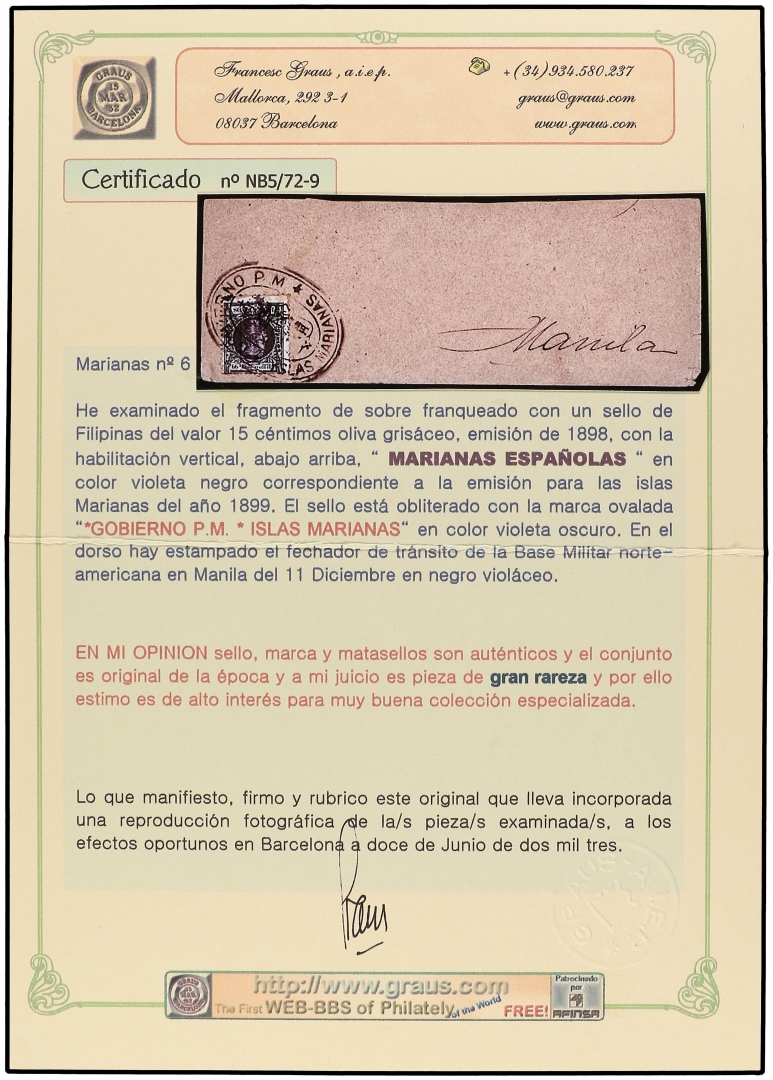 GRAUS
15
MAR
62
BARCELONA
Francesc Graus , a.i.e.p.
Mallorca, 292 3-1
08037 Barcelona
+(34)934.580.237
graus@graus.com
www.graus.com
Certificado nº NB5/72-9
P.M. * ISLAS MARIANAS
Manila
Marianas nº 6
He examinado el fragmento de sobre franqueado con un sello de
Filipinas del valor 15 céntimos oliva grisáceo, emisión de 1898, con la
habilitación vertical, abajo arriba, " MARIANAS ESPAÑOLAS " en
color violeta negro correspondiente a la emisión para las islas
Marianas del año 1899. El sello está obliterado con la marca ovalada
"*GOBIERNO P.M. * ISLAS MARIANAS" en color violeta oscuro. En el
dorso hay estampado el fechador de tránsito de la Base Militar norte-
americana en Manila del 11 Diciembre en negro violáceo.
EN MI OPINION sello, marca y matasellos son auténticos y el conjunto
es original de la época y a mi juicio es pieza de gran rareza y por ello
estimo es de alto interés para muy buena colección especializada.
Lo que manifiesto, firmo y rubrico este original que lleva incorporada
una reproducción fotográfica de la/s pieza/s examinada/s, a los
efectos oportunos en Barcelona a doce de Junio de dos mil tres.
Graus
GRAUS A.I.E.P.
GRAUS
MAR
BARCELONA
http://www.graus.com
The First WEB-BBS of Philately of the World FREE!
Patrocinado
por
AFINSA